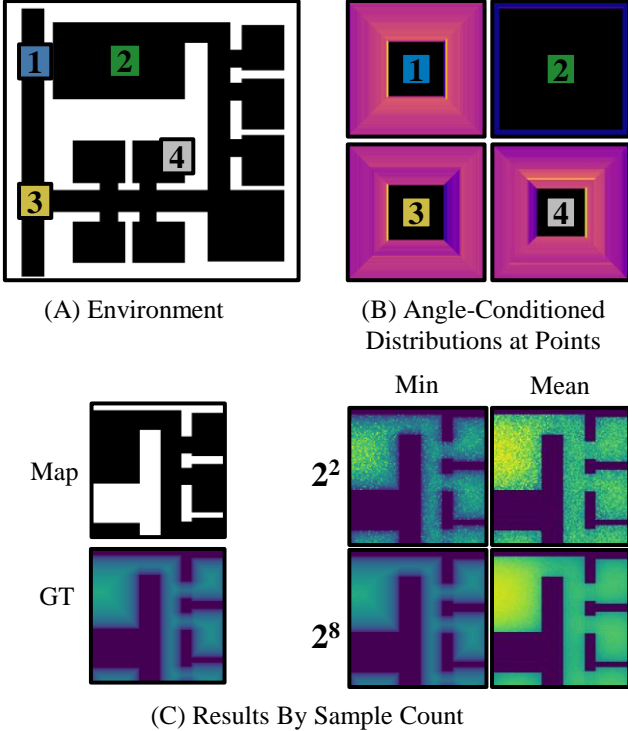 1
2
3
4
1
2
3
4
(A) Environment
(B) Angle-Conditioned
Distributions at Points
Min
Mean
Map
2²
GT
2⁸
(C) Results By Sample Count